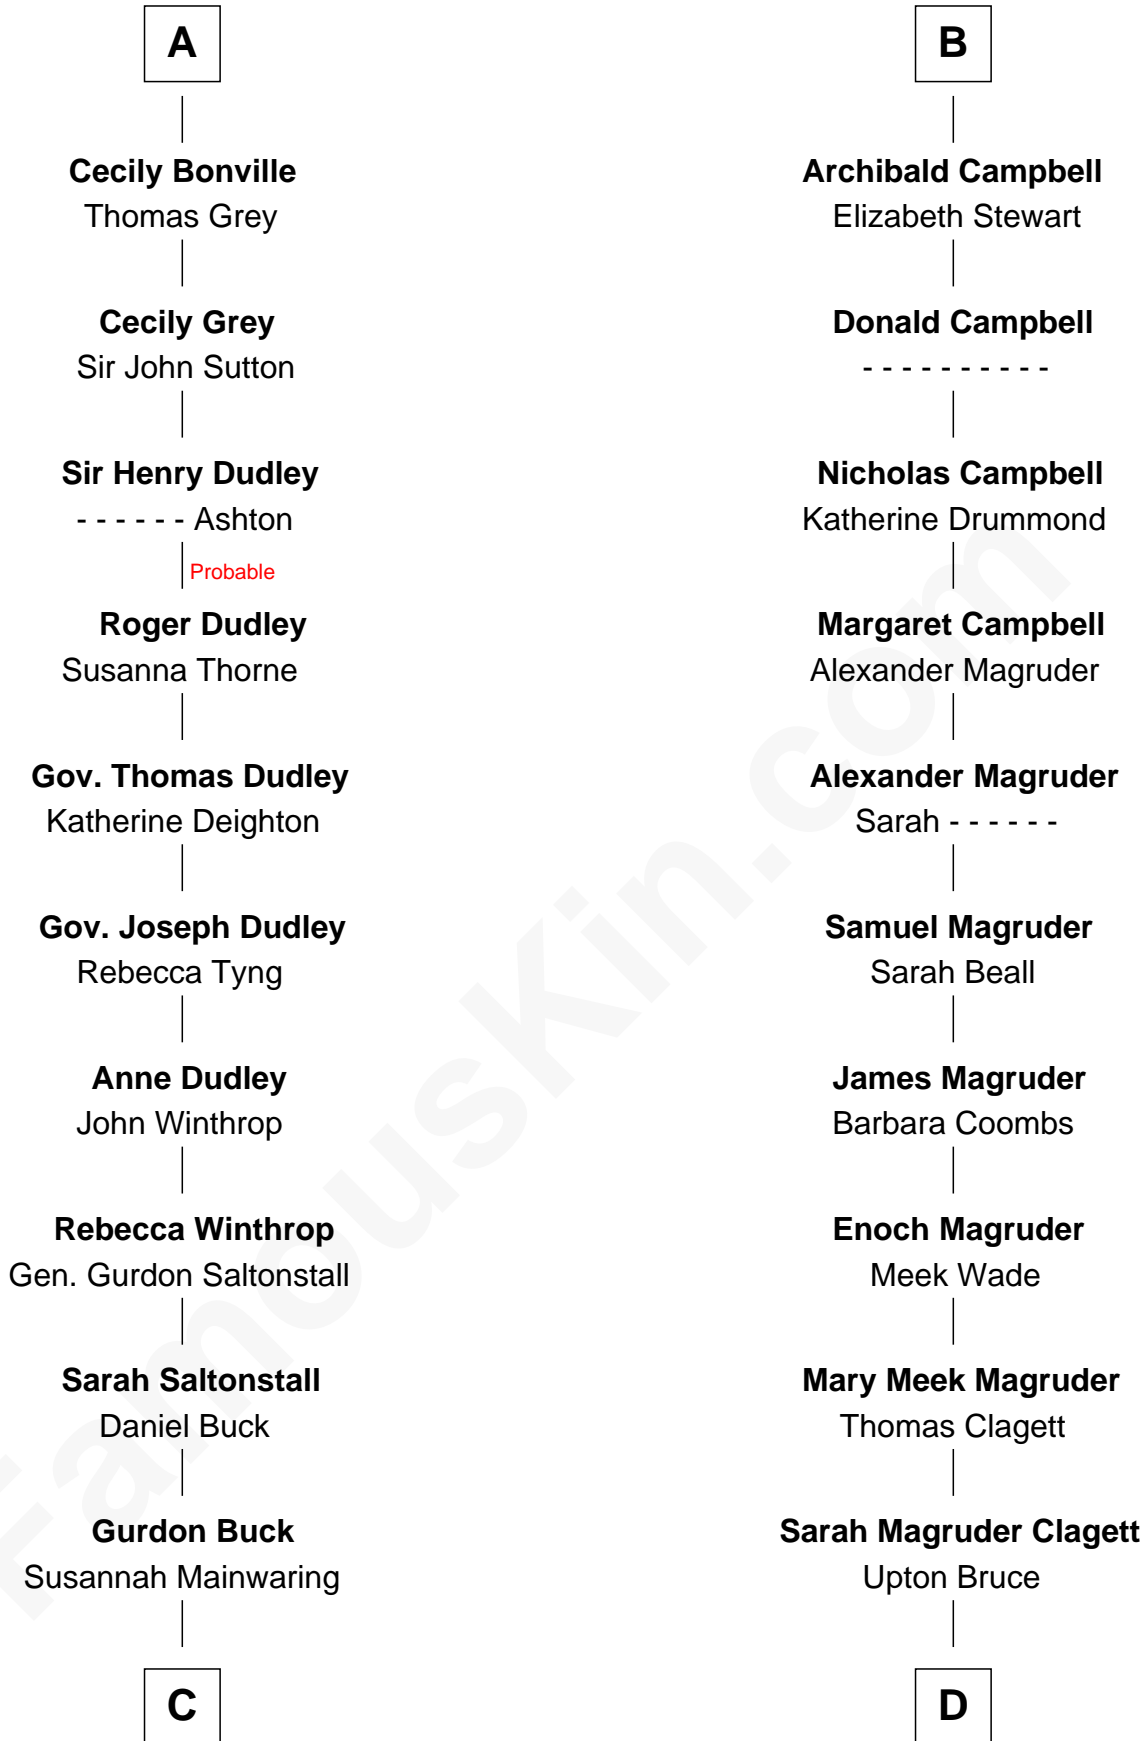 A
Cecily Bonville
Thomas Grey
Cecily Grey
Sir John Sutton
Sir Henry Dudley
- - - - - - Ashton
Probable
Roger Dudley
Susanna Thorne
Gov. Thomas Dudley
Katherine Deighton
Gov. Joseph Dudley
Rebecca Tyng
Anne Dudley
John Winthrop
Rebecca Winthrop
Gen. Gurdon Saltonstall
Sarah Saltonstall
Daniel Buck
Gurdon Buck
Susannah Mainwaring
C
B
Archibald Campbell
Elizabeth Stewart
Donald Campbell
- - - - - - - - - -
Nicholas Campbell
Katherine Drummond
Margaret Campbell
Alexander Magruder
Alexander Magruder
Sarah - - - - - -
Samuel Magruder
Sarah Beall
James Magruder
Barbara Coombs
Enoch Magruder
Meek Wade
Mary Meek Magruder
Thomas Clagett
Sarah Magruder Clagett
Upton Bruce
D
FamousKin.com